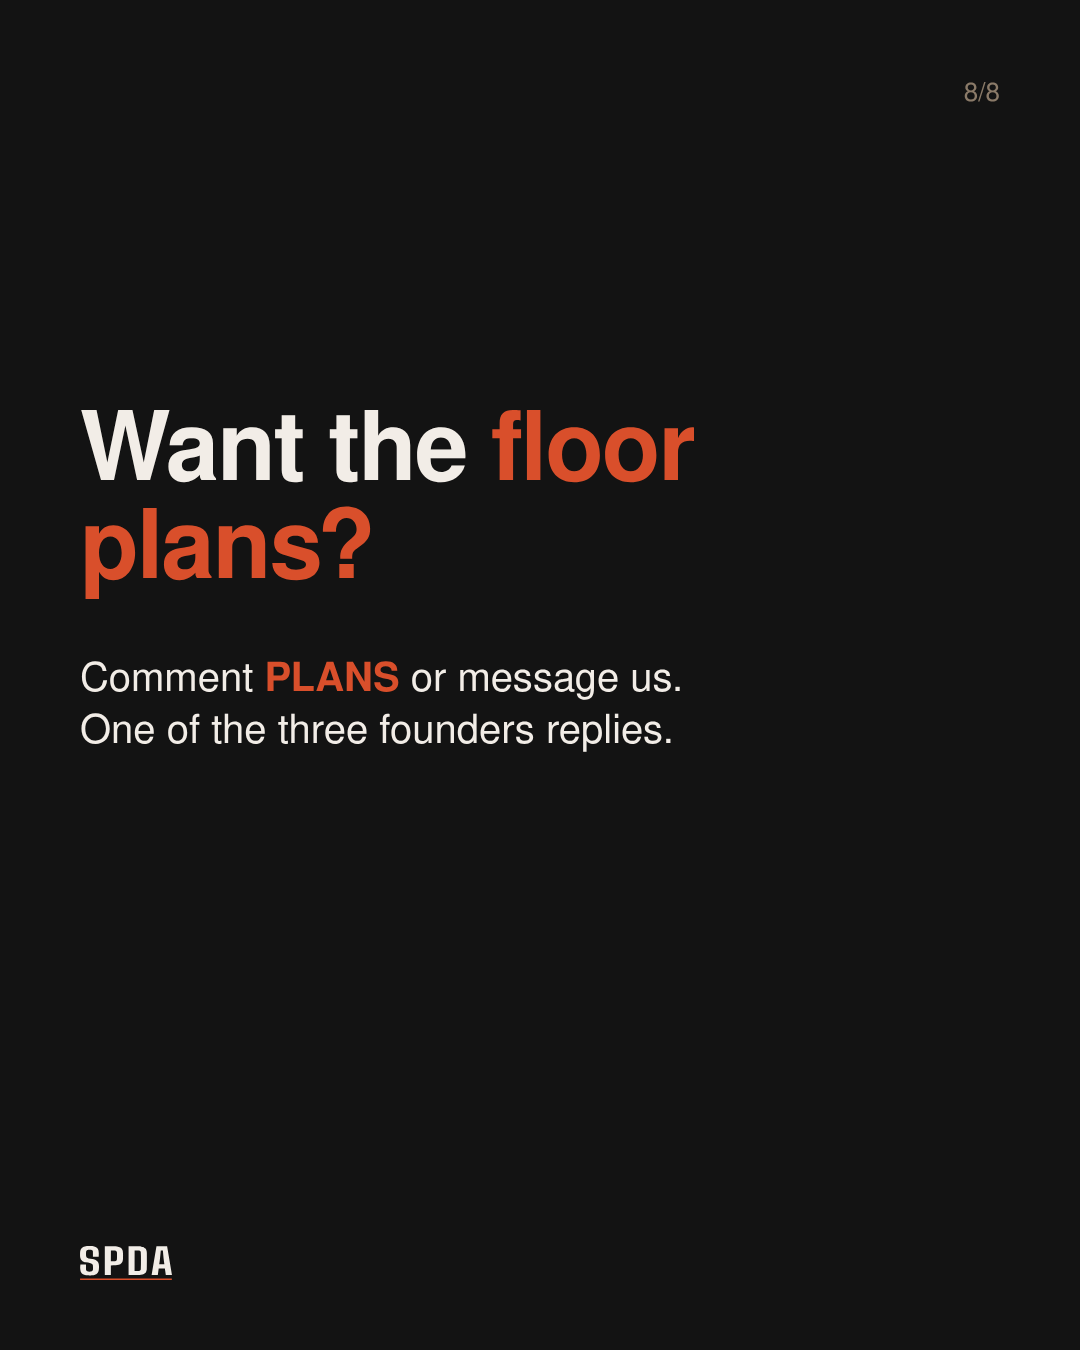 8/8
Want the floor
plans?
Comment PLANS or message us.
One of the three founders replies.
SPDA